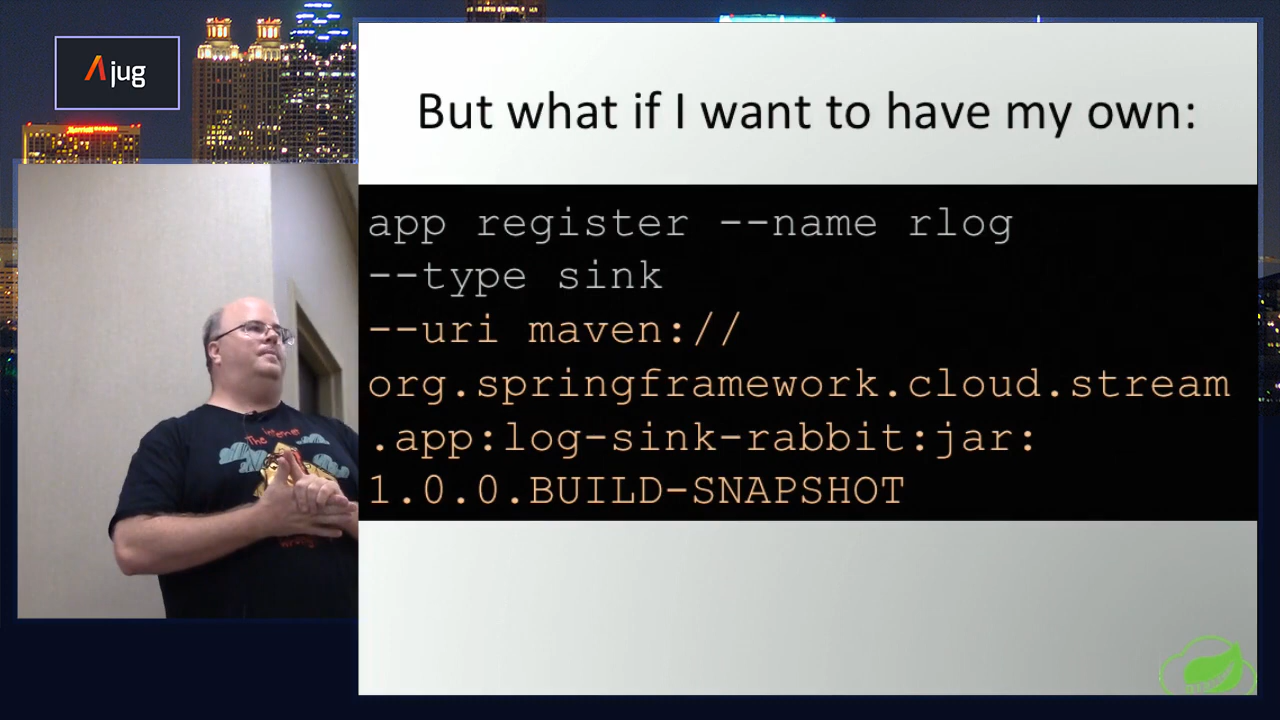 jug
But what if I want to have my own:
app register --name rlog
--type sink
--uri maven://
org.springframework.cloud.stream
.app:log-sink-rabbit:jar:
1.0.0.BUILD-SNAPSHOT
The